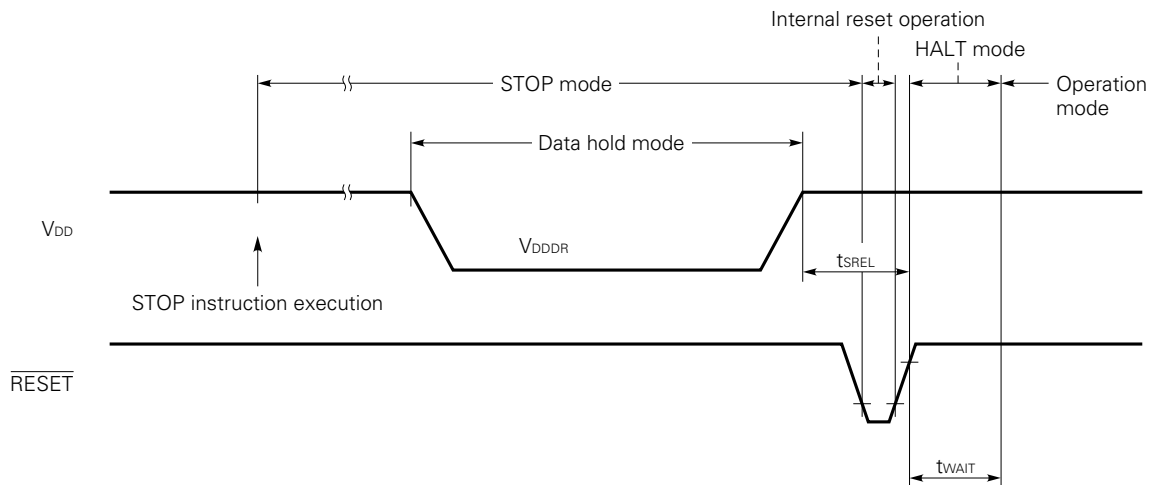 Internal reset operation
HALT mode
STOP mode
Operation
mode
Data hold mode
VDD
VDDDR
tSREL
STOP instruction execution
RESET
tWAIT